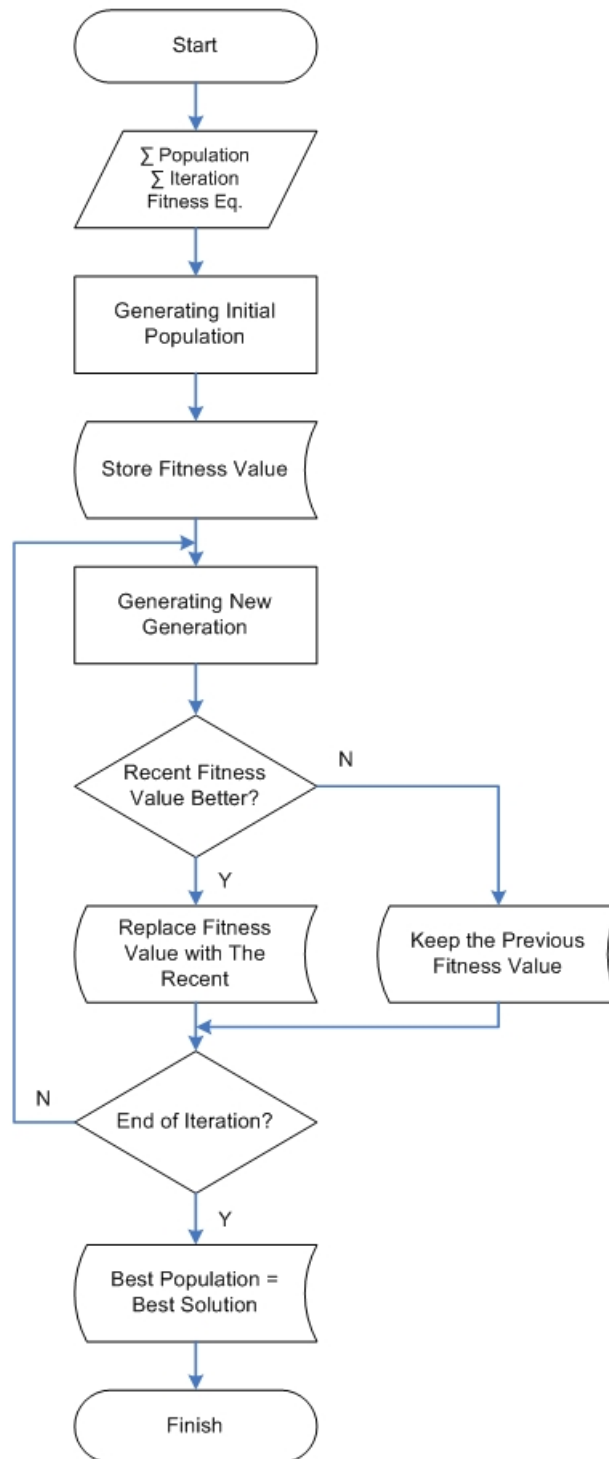 Start
∑ Population
∑ Iteration
Fitness Eq.
Generating Initial
Population
Store Fitness Value
Generating New
Generation
Recent Fitness
Value Better?
N
Y
Replace Fitness
Value with The
Recent
Keep the Previous
Fitness Value
N
End of Iteration?
Y
Best Population =
Best Solution
Finish